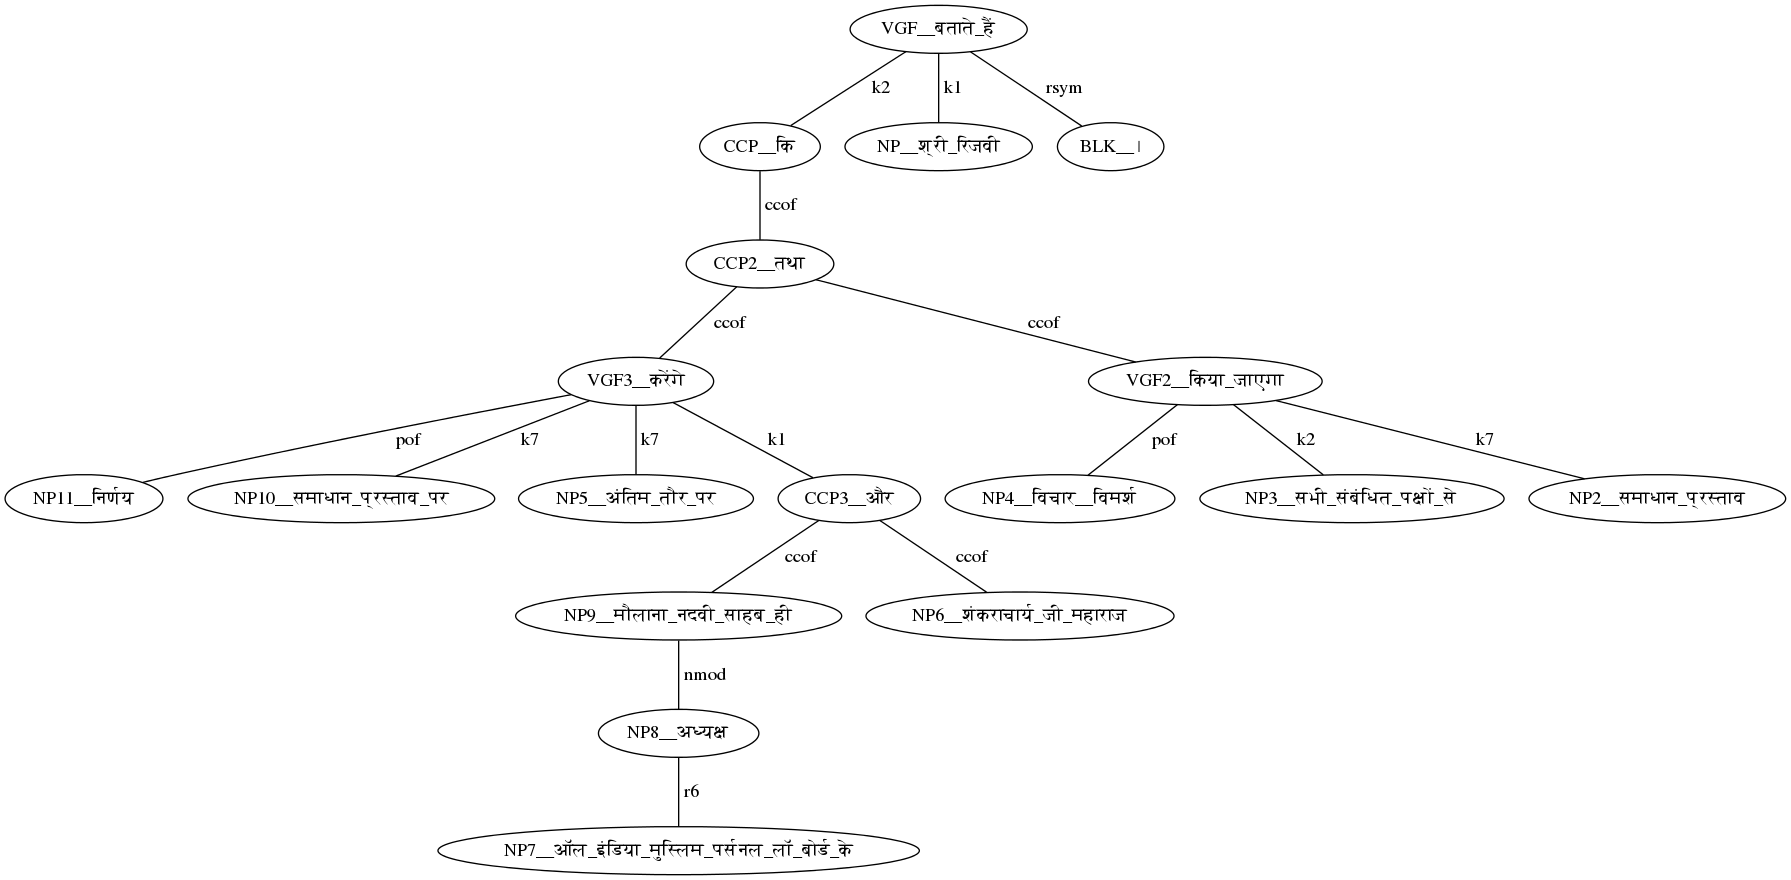 VGF__बताते_हैं
k2 k1 rsym
CCP__कि NP__श्री_रिजवी BLK__।
ccof
CCP2__तथा
ccof ccof
VGF3__करेंगे VGF2__किया_जाएगा
pof k7 k7 k1 pof k2 k7
NP11__निर्णय NP10__समाधान_प्रस्ताव_पर NP5__अंतिम_तौर_पर CCP3__और NP4__विचार__विमर्श NP3__सभी_संबंधित_पक्षों_से NP2__समाधान_प्रस्ताव
ccof ccof
NP9__मौलाना_नदवी_साहब_ही NP6__शंकराचार्य_जी_महाराज
nmod
NP8__अध्यक्ष
r6
NP7__ऑल_इंडिया_मुस्लिम_पर्सनल_लॉ_बोर्ड_के